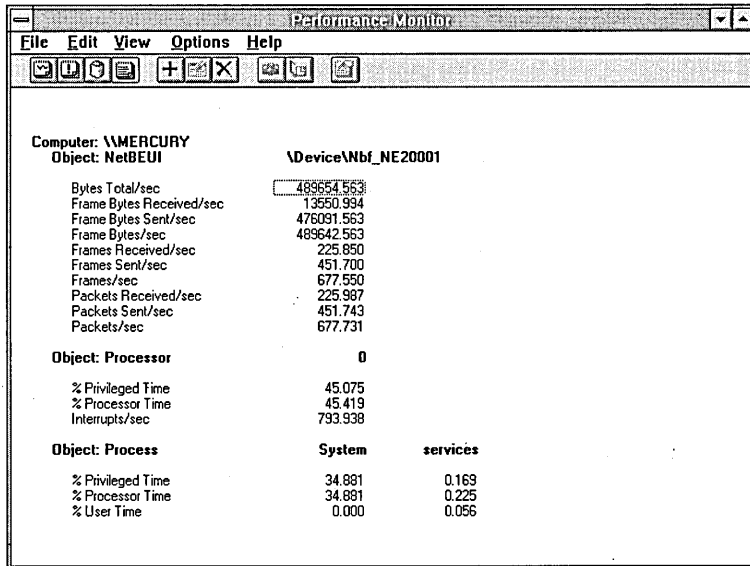 Performance Monitor
File Edit View Options Help
Computer: \\MERCURY
Object: NetBEUI \Device\Nbf_NE20001
Bytes Total/sec 489654.563
Frame Bytes Received/sec 13550.994
Frame Bytes Sent/sec 476091.563
Frame Bytes/sec 489642.563
Frames Received/sec 225.850
Frames Sent/sec 451.700
Frames/sec 677.550
Packets Received/sec 225.987
Packets Sent/sec 451.743
Packets/sec 677.731
Object: Processor 0
% Privileged Time 45.075
% Processor Time 45.419
Interrupts/sec 793.938
Object: Process System services
% Privileged Time 34.881 0.169
% Processor Time 34.881 0.225
% User Time 0.000 0.056